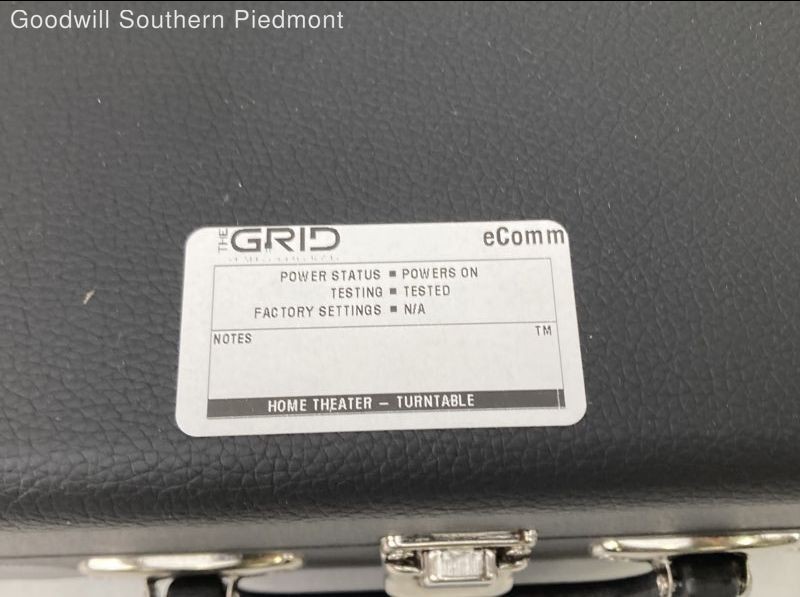 Goodwill Southern Piedmont
THE GRID eComm
POWER STATUS ■ POWERS ON
TESTING ■ TESTED
FACTORY SETTINGS ■ N/A
NOTES TM
HOME THEATER – TURNTABLE